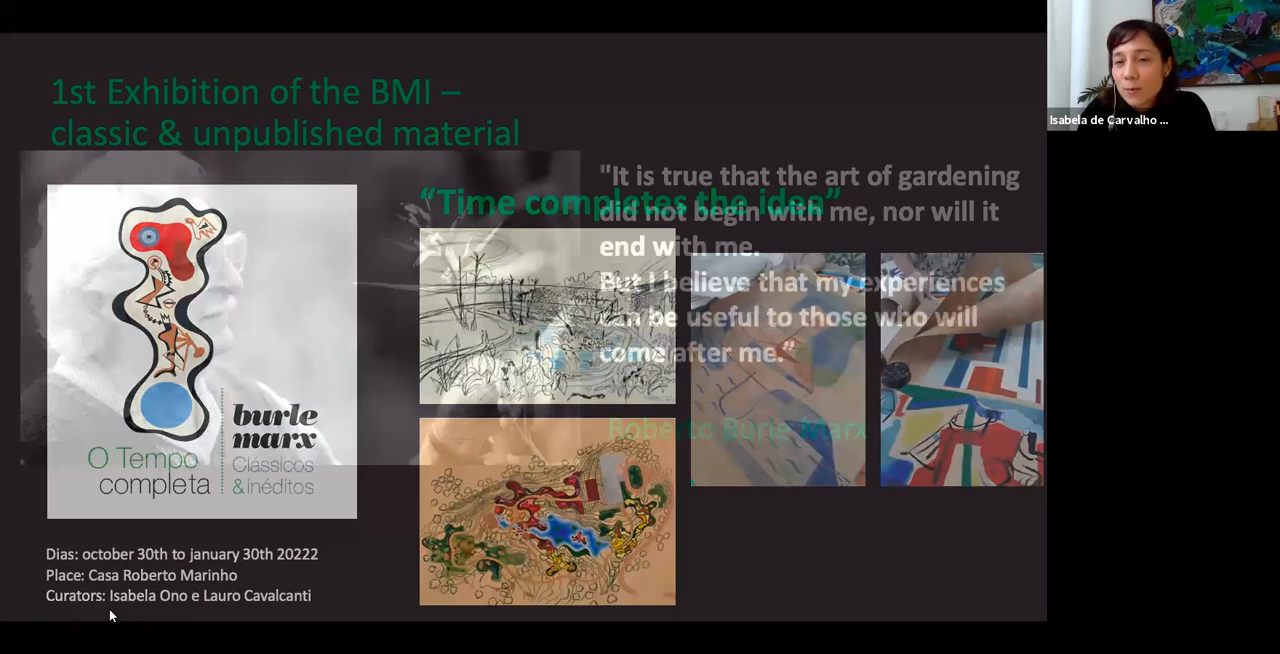 1st Exhibition of the BMI –
classic & unpublished material
“Time completes the idea”
"It is true that the art of gardening
did not begin with me, nor will it
end with me.
But I believe that my experiences
can be useful to those who will
come after me.”
Roberto Burle Marx
burle
marx
O Tempo
completa
Clássicos
&inéditos
Dias: october 30th to january 30th 20222
Place: Casa Roberto Marinho
Curators: Isabela Ono e Lauro Cavalcanti
Isabela de Carvalho ...